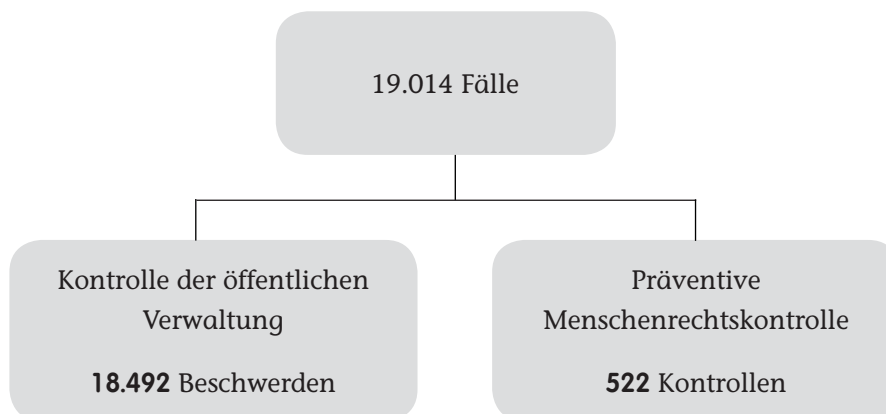 19.014 Fälle
Kontrolle der öffentlichen
Verwaltung
18.492 Beschwerden
Präventive
Menschenrechtskontrolle
522 Kontrollen